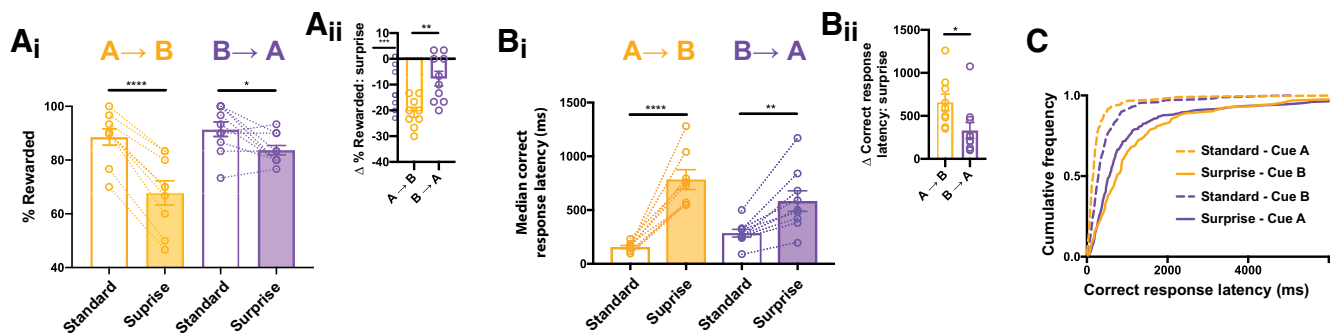 Ai
A→ B
B→ A
****
*
% Rewarded
100
80
60
40
Standard
Suprise
Standard
Surprise
Aii
Δ % Rewarded: surprise
***
**
10
0
-10
-20
-30
-40
A→B
B→A
Bi
A→ B
B→ A
****
**
Median correct
response latency (ms)
1500
1000
500
0
Standard
Suprise
Standard
Surprise
Bii
*
Δ Correct response
latency: surprise
1500
1000
500
0
A→B
B→A
C
Cumulative frequency
1.0
0.5
0.0
Standard - Cue A
Surprise - Cue B
Standard - Cue B
Surprise - Cue A
0
2000
4000
Correct response latency (ms)